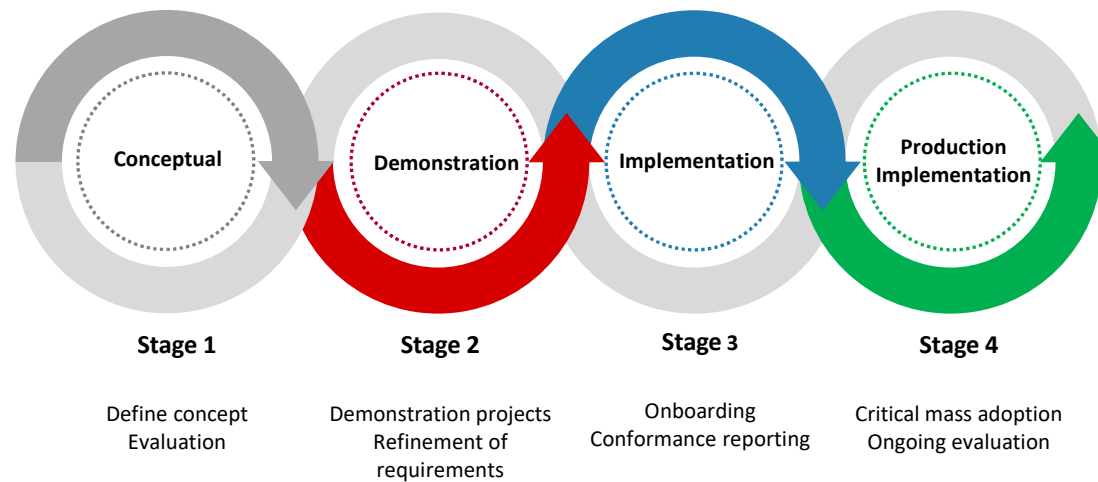 Conceptual
Demonstration
Implementation
Production
Implementation
Stage 1
Stage 2
Stage 3
Stage 4
Define concept
Evaluation
Demonstration projects
Refinement of
requirements
Onboarding
Conformance reporting
Critical mass adoption
Ongoing evaluation